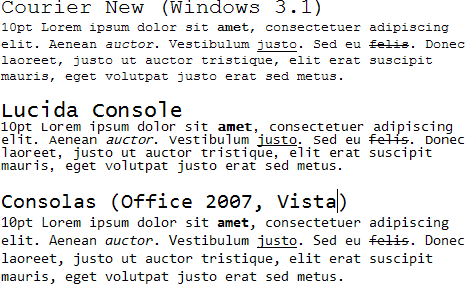 Courier New (Windows 3.1)
10pt Lorem ipsum dolor sit amet, consectetuer adipiscing
elit. Aenean auctor. Vestibulum justo. Sed eu felis. Donec
laoreet, justo ut auctor tristique, elit erat suscipit
mauris, eget volutpat justo erat sed metus.
Lucida Console
10pt Lorem ipsum dolor sit amet, consectetuer adipiscing
elit. Aenean auctor. Vestibulum justo. Sed eu felis. Donec
laoreet, justo ut auctor tristique, elit erat suscipit
mauris, eget volutpat justo erat sed metus.
Consolas (Office 2007, Vista)
10pt Lorem ipsum dolor sit amet, consectetuer adipiscing
elit. Aenean auctor. Vestibulum justo. Sed eu felis. Donec
laoreet, justo ut auctor tristique, elit erat suscipit
mauris, eget volutpat justo erat sed metus.